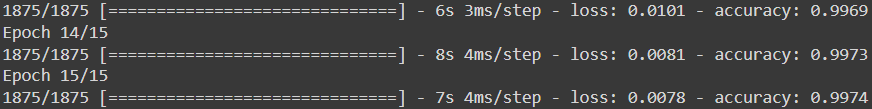 1875/1875 [==============================] - 6s 3ms/step - loss: 0.0101 - accuracy: 0.9969
Epoch 14/15
1875/1875 [==============================] - 8s 4ms/step - loss: 0.0081 - accuracy: 0.9973
Epoch 15/15
1875/1875 [==============================] - 7s 4ms/step - loss: 0.0078 - accuracy: 0.9974